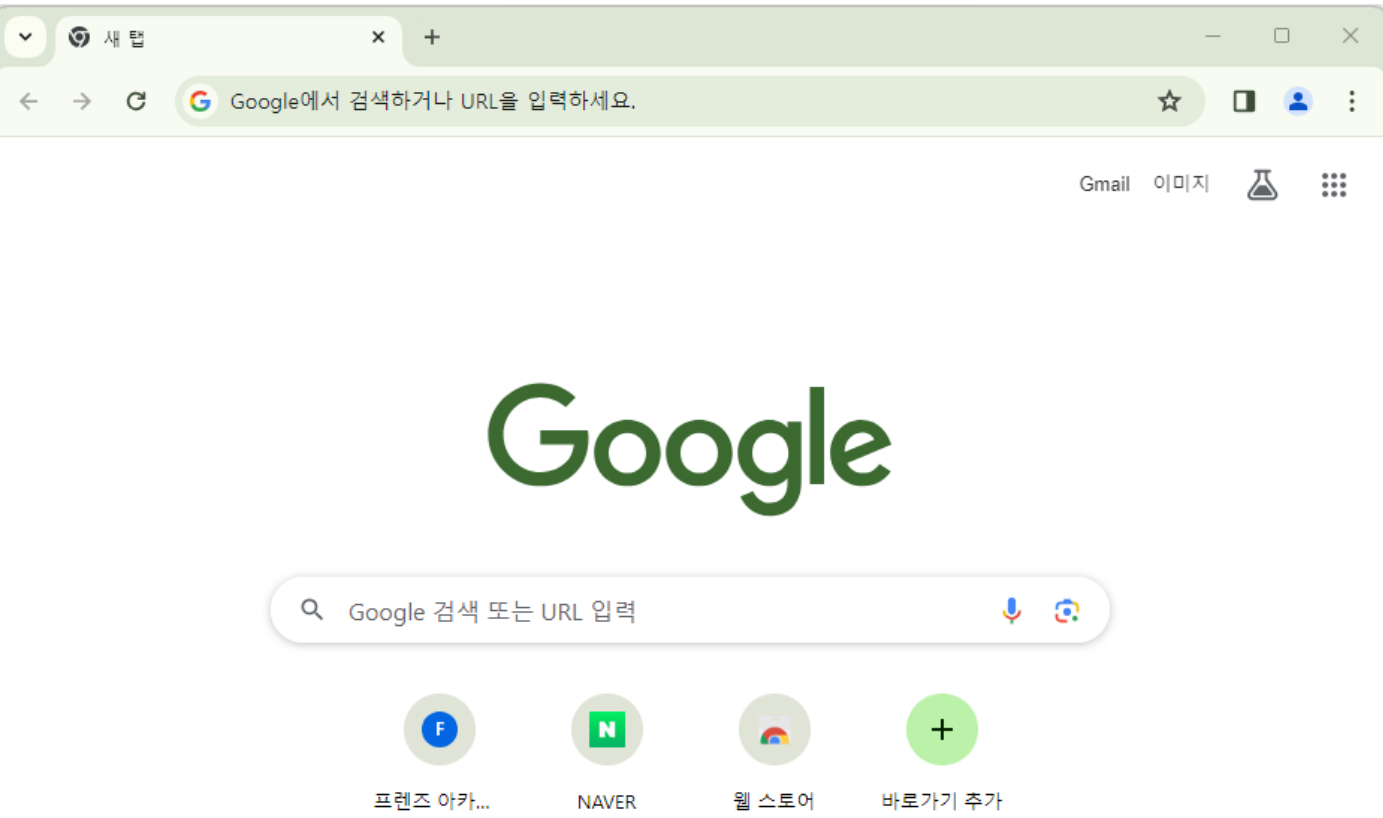 새 탭
Google에서 검색하거나 URL을 입력하세요.
Gmail 이미지
Google
Google 검색 또는 URL 입력
F N
프렌즈 아카... NAVER 웹 스토어 바로가기 추가